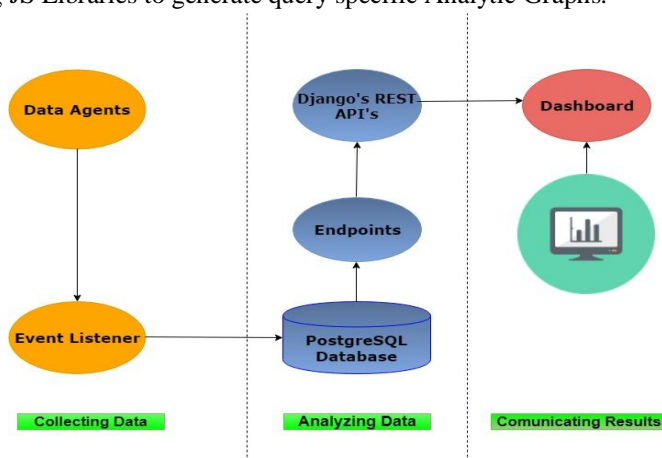 JS Libraries to generate query specific Analytic Graphs.
Data Agents
Django's REST
API's
Dashboard
Endpoints
Event Listener
PostgreSQL
Database
Collecting Data
Analyzing Data
Comunicating Results